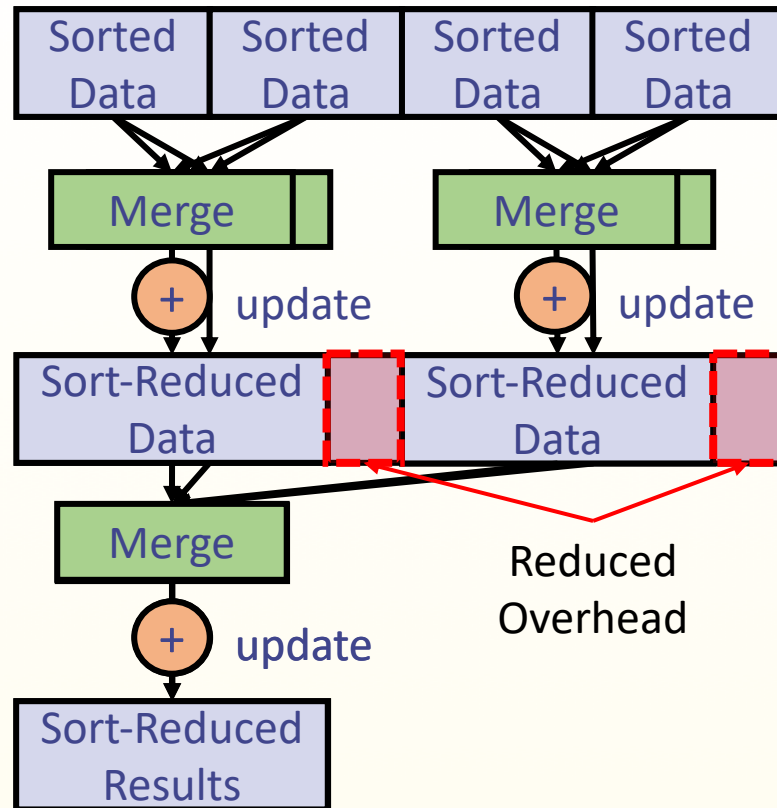 Sorted Data
Sorted Data
Sorted Data
Sorted Data
Merge
Merge
+
update
+
update
Sort-Reduced
Data
Sort-Reduced
Data
Merge
Reduced
Overhead
+
update
Sort-Reduced
Results